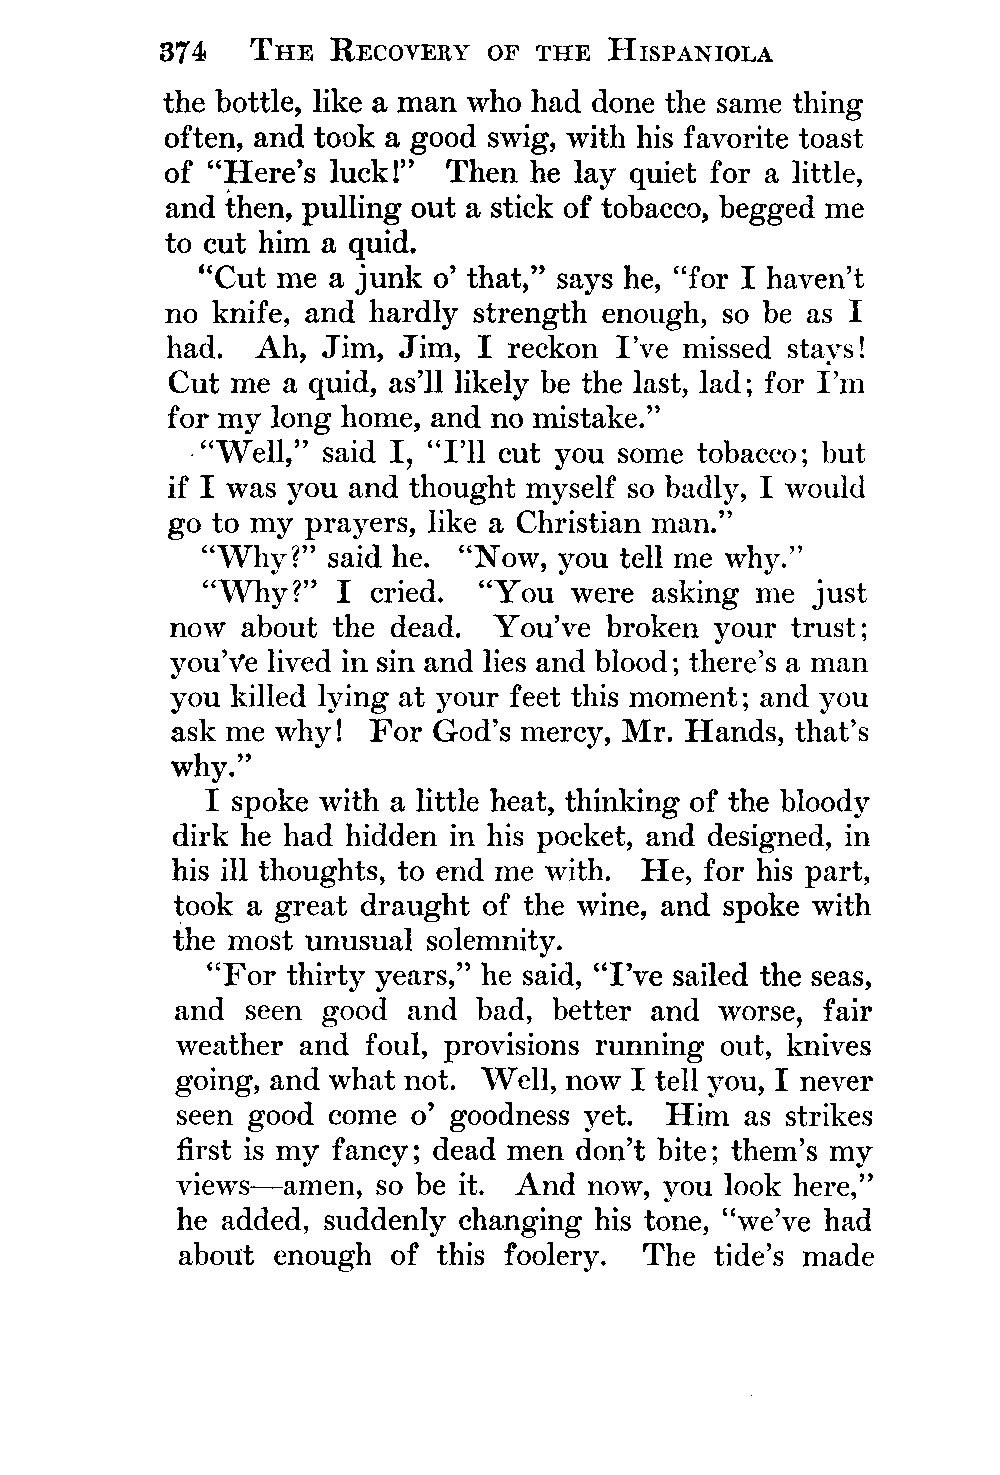 374 The Recovery of the Hispaniola
the bottle, like a man who had done the same thing
often, and took a good swig, with his favorite toast
of “Here’s luck!” Then he lay quiet for a little,
and then, pulling out a stick of tobacco, begged me
to cut him a quid.
“Cut me a junk o’ that,” says he, “for I haven’t
no knife, and hardly strength enough, so be as I
had. Ah, Jim, Jim, I reckon I’ve missed stays!
Cut me a quid, as’ll likely be the last, lad; for I’m
for my long home, and no mistake.”
“Well,” said I, “I’ll cut you some tobacco; but
if I was you and thought myself so badly, I would
go to my prayers, like a Christian man.”
“Why?” said he. “Now, you tell me why.”
“Why?” I cried. “You were asking me just
now about the dead. You’ve broken your trust;
you’ve lived in sin and lies and blood; there’s a man
you killed lying at your feet this moment; and you
ask me why! For God’s mercy, Mr. Hands, that’s
why.”
I spoke with a little heat, thinking of the bloody
dirk he had hidden in his pocket, and designed, in
his ill thoughts, to end me with. He, for his part,
took a great draught of the wine, and spoke with
the most unusual solemnity.
“For thirty years,” he said, “I’ve sailed the seas,
and seen good and bad, better and worse, fair
weather and foul, provisions running out, knives
going, and what not. Well, now I tell you, I never
seen good come o’ goodness yet. Him as strikes
first is my fancy; dead men don’t bite; them’s my
views—amen, so be it. And now, you look here,”
he added, suddenly changing his tone, “we’ve had
about enough of this foolery. The tide’s made